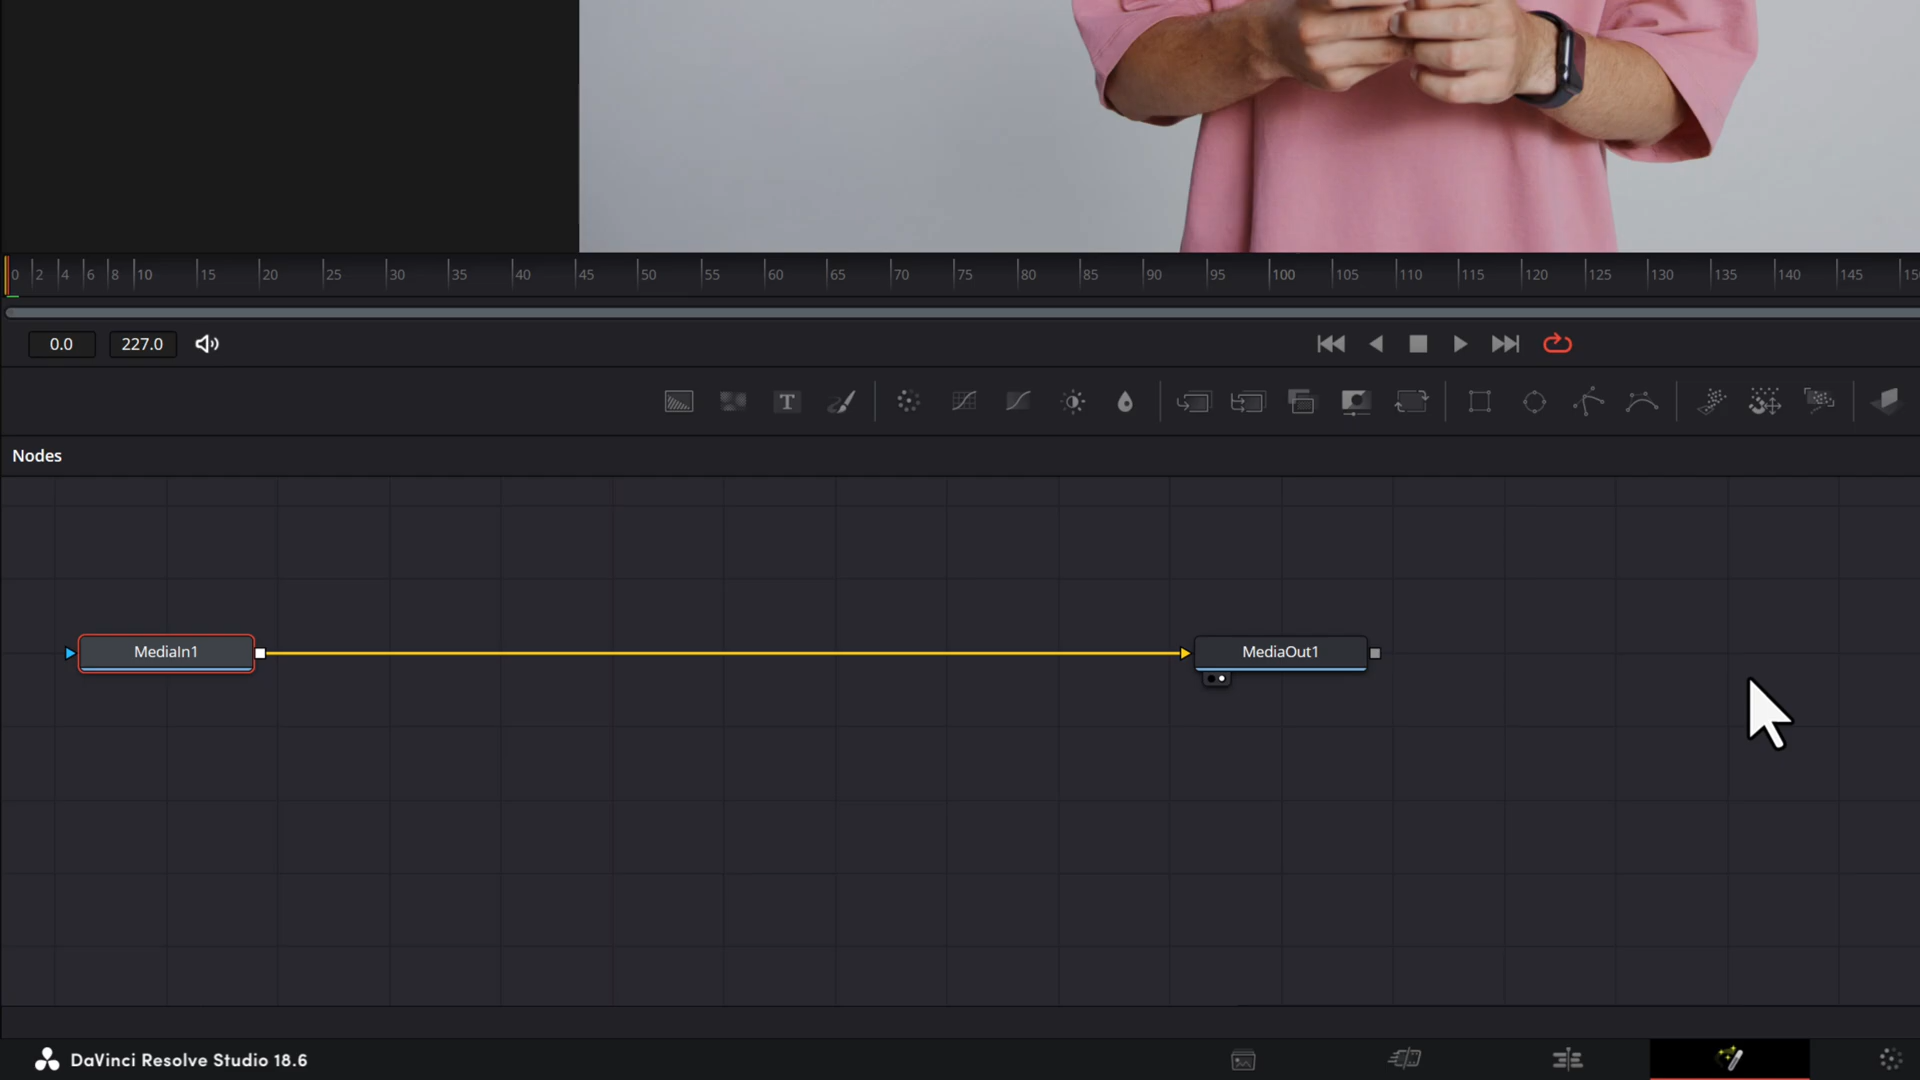 0 2 4 6 8 10 15 20 25 30 35 40 45 50 55 60 65 70 75 80 85 90 95 100 105 110 115 120 125 130 135 140 145
0.0 227.0
T
Nodes
MediaIn1 MediaOut1
DaVinci Resolve Studio 18.6